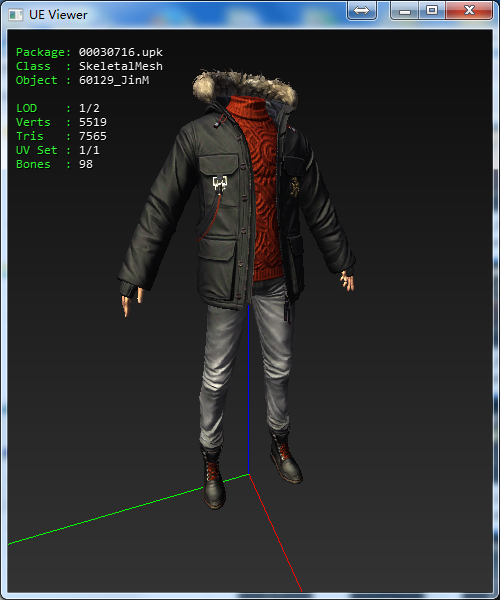 UE Viewer
Package: 00030716.upk
Class : SkeletalMesh
Object : 60129_JinM
LOD : 1/2
Verts : 5519
Tris : 7565
UV Set : 1/1
Bones : 98